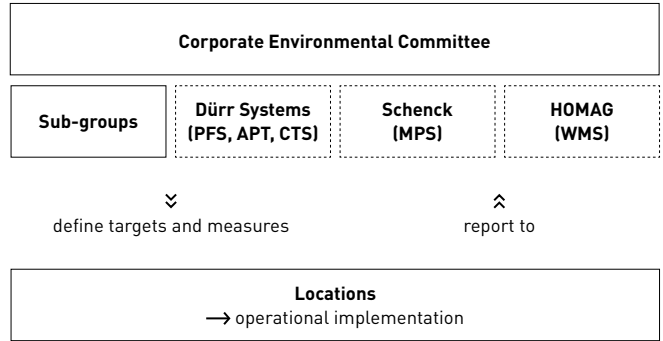 Corporate Environmental Committee
Sub-groups
Dürr Systems
(PFS, APT, CTS)
Schenck
(MPS)
HOMAG
(WMS)
define targets and measures
report to
Locations
→ operational implementation